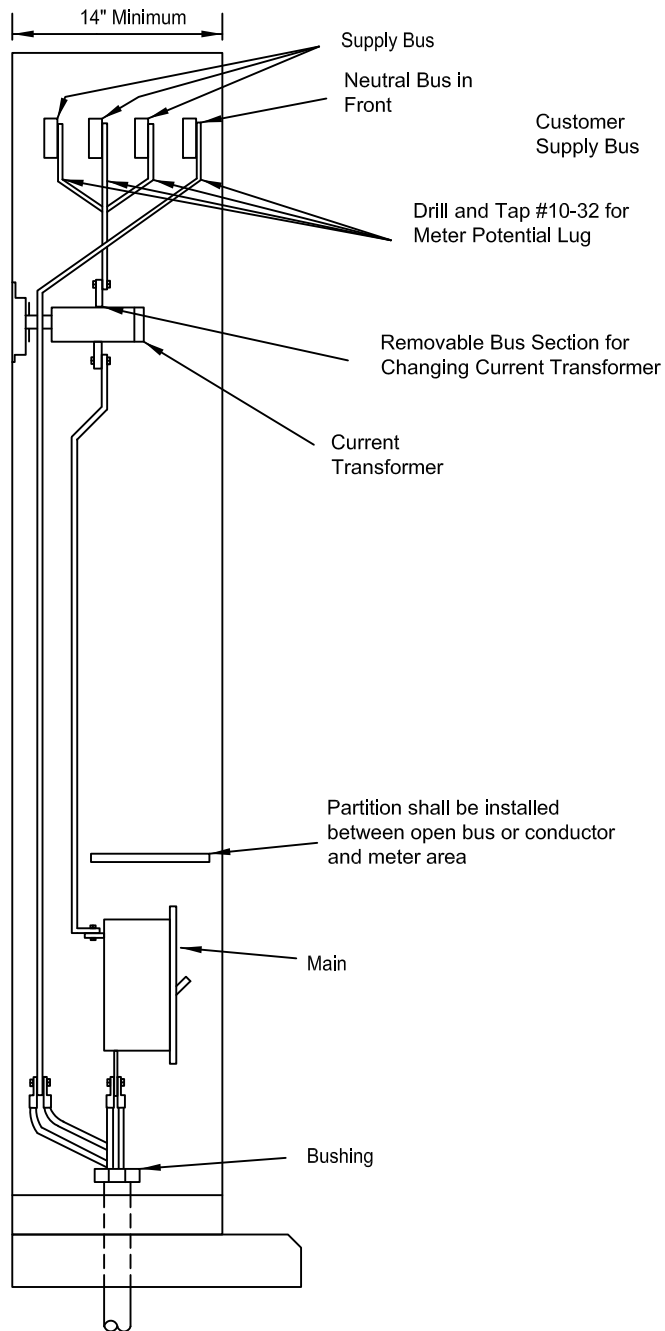 14" Minimum
Supply Bus
Neutral Bus in
Front
Customer
Supply Bus
Drill and Tap #10-32 for
Meter Potential Lug
Removable Bus Section for
Changing Current Transformer
Current
Transformer
Partition shall be installed
between open bus or conductor
and meter area
Main
Bushing